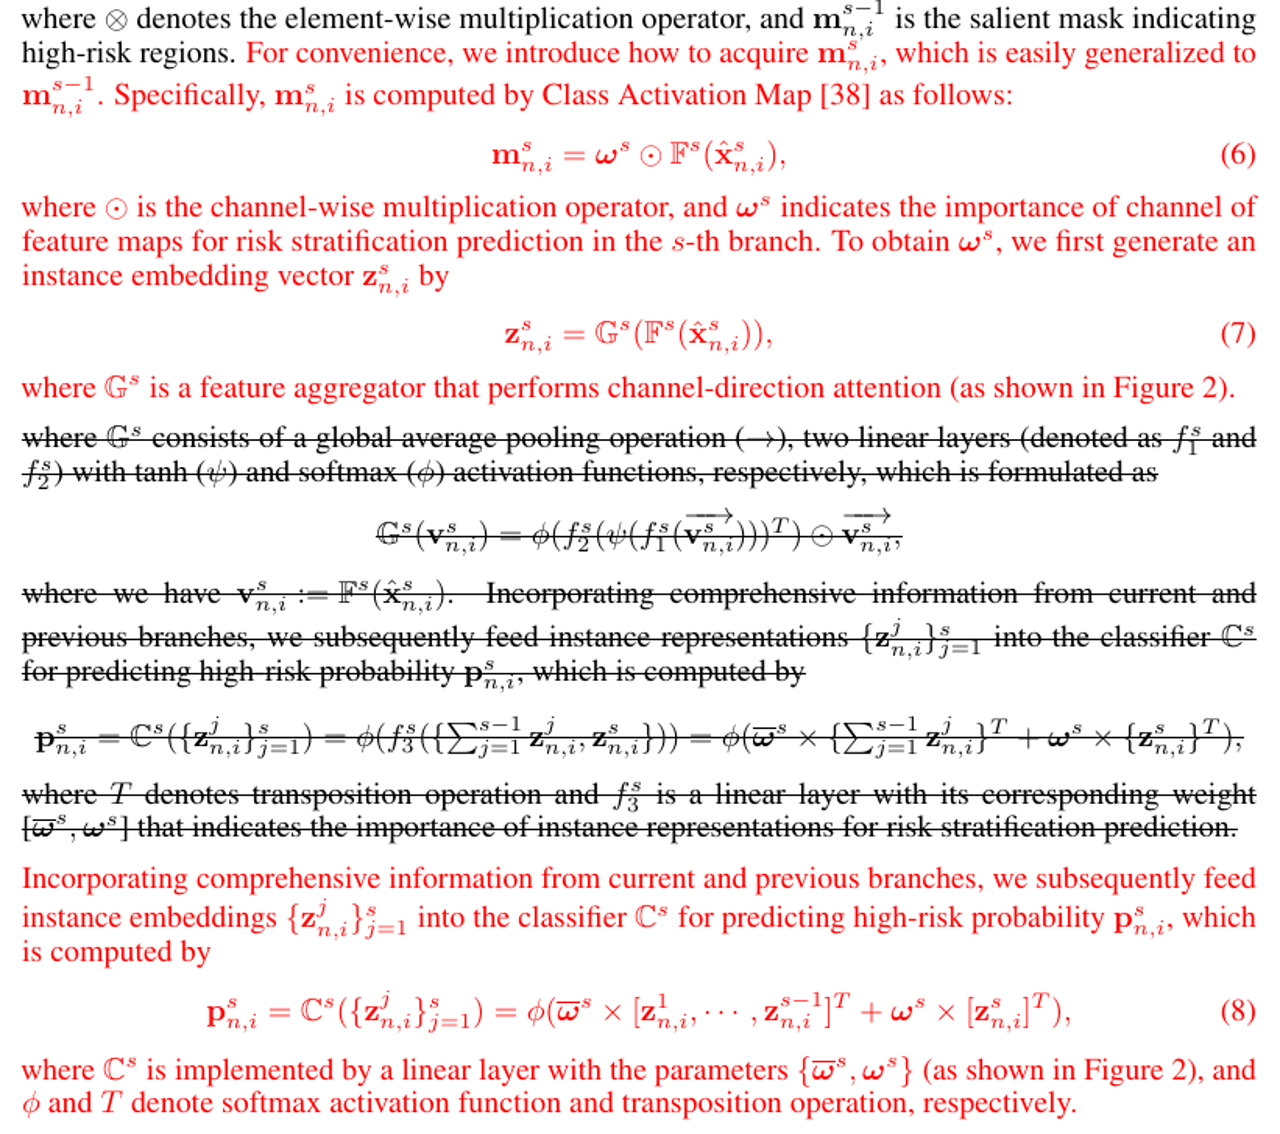 where ⊗ denotes the element-wise multiplication operator, and $\mathbf{m}_{n,i}^{s-1}$ is the salient mask indicating
high-risk regions. For convenience, we introduce how to acquire $\mathbf{m}_{n,i}^{s}$, which is easily generalized to
$\mathbf{m}_{n,i}^{s-1}$. Specifically, $\mathbf{m}_{n,i}^{s}$ is computed by Class Activation Map [38] as follows:
$\mathbf{m}_{n,i}^{s} = \boldsymbol{\omega}^{s} \odot \mathbb{F}^{s}(\hat{\mathbf{x}}_{n,i}^{s}),$ (6)
where ⊙ is the channel-wise multiplication operator, and $\boldsymbol{\omega}^{s}$ indicates the importance of channel of
feature maps for risk stratification prediction in the $s$-th branch. To obtain $\boldsymbol{\omega}^{s}$, we first generate an
instance embedding vector $\mathbf{z}_{n,i}^{s}$ by
$\mathbf{z}_{n,i}^{s} = \mathbb{G}^{s}(\mathbb{F}^{s}(\hat{\mathbf{x}}_{n,i}^{s})),$ (7)
where $\mathbb{G}^{s}$ is a feature aggregator that performs channel-direction attention (as shown in Figure 2).
where $\mathbb{G}^{s}$ consists of a global average pooling operation (→), two linear layers (denoted as $f_{1}^{s}$ and
$f_{2}^{s}$) with tanh ($\psi$) and softmax ($\phi$) activation functions, respectively, which is formulated as
$\mathbb{G}^{s}(\mathbf{v}_{n,i}^{s}) = \phi(f_{2}^{s}(\psi(f_{1}^{s}(\overrightarrow{\mathbf{v}_{n,i}^{s}})))^{T}) \odot \overrightarrow{\mathbf{v}_{n,i}^{s}},$
where we have $\mathbf{v}_{n,i}^{s} := \mathbb{F}^{s}(\hat{\mathbf{x}}_{n,i}^{s})$. Incorporating comprehensive information from current and
previous branches, we subsequently feed instance representations $\{\mathbf{z}_{n,i}^{j}\}_{j=1}^{s}$ into the classifier $\mathbb{C}^{s}$
for predicting high-risk probability $\mathbf{p}_{n,i}^{s}$, which is computed by
$\mathbf{p}_{n,i}^{s} = \mathbb{C}^{s}(\{\mathbf{z}_{n,i}^{j}\}_{j=1}^{s}) = \phi(f_{3}^{s}(\{\sum_{j=1}^{s-1} \mathbf{z}_{n,i}^{j}, \mathbf{z}_{n,i}^{s}\})) = \phi(\overline{\boldsymbol{\omega}}^{s} \times \{\sum_{j=1}^{s-1} \mathbf{z}_{n,i}^{j}\}^{T} + \boldsymbol{\omega}^{s} \times \{\mathbf{z}_{n,i}^{s}\}^{T}),$
where $T$ denotes transposition operation and $f_{3}^{s}$ is a linear layer with its corresponding weight
$[\overline{\boldsymbol{\omega}}^{s}, \boldsymbol{\omega}^{s}]$ that indicates the importance of instance representations for risk stratification prediction.
Incorporating comprehensive information from current and previous branches, we subsequently feed
instance embeddings $\{\mathbf{z}_{n,i}^{j}\}_{j=1}^{s}$ into the classifier $\mathbb{C}^{s}$ for predicting high-risk probability $\mathbf{p}_{n,i}^{s}$, which
is computed by
$\mathbf{p}_{n,i}^{s} = \mathbb{C}^{s}(\{\mathbf{z}_{n,i}^{j}\}_{j=1}^{s}) = \phi(\overline{\boldsymbol{\omega}}^{s} \times [\mathbf{z}_{n,i}^{1}, \cdots, \mathbf{z}_{n,i}^{s-1}]^{T} + \boldsymbol{\omega}^{s} \times [\mathbf{z}_{n,i}^{s}]^{T}),$ (8)
where $\mathbb{C}^{s}$ is implemented by a linear layer with the parameters $\{\overline{\boldsymbol{\omega}}^{s}, \boldsymbol{\omega}^{s}\}$ (as shown in Figure 2), and
$\phi$ and $T$ denote softmax activation function and transposition operation, respectively.